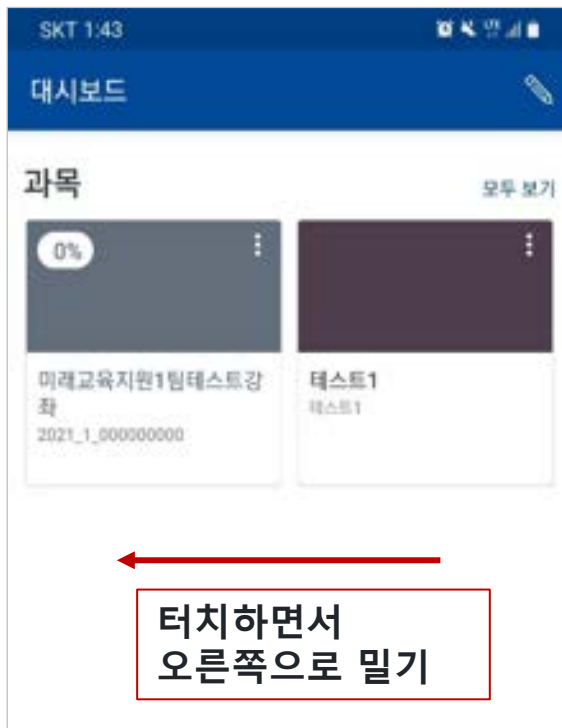 SKT 1:43
대시보드
과목
모두 보기
0%
미래교육지원1팀테스트강
좌
2021_1_000000000
테스트1
테스트1
터치하면서
오른쪽으로 밀기